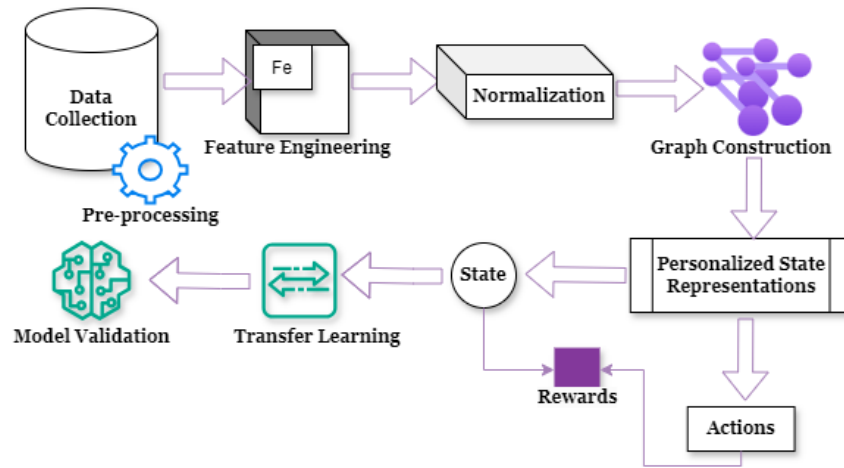 Data
Collection
Pre-processing
Fe
Feature Engineering
Normalization
Graph Construction
Personalized State
Representations
State
Transfer Learning
Model Validation
Rewards
Actions